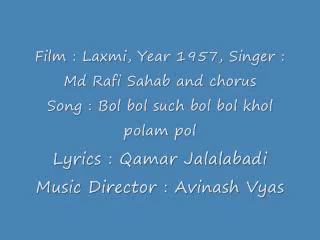 Film : Laxmi, Year 1957, Singer :
Md Rafi Sahab and chorus
Song : Bol bol such bol bol khol
polam pol
Lyrics : Qamar Jalalabadi
Music Director : Avinash Vyas